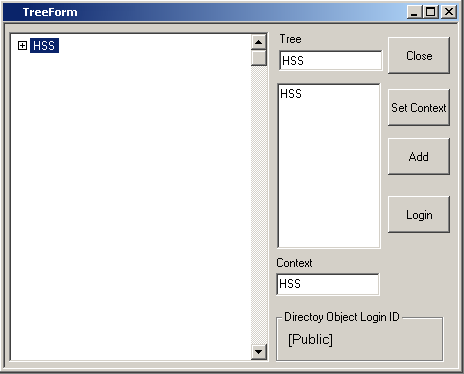 TreeForm
HSS
Tree
HSS
Close
HSS
Set Context
Add
Login
Context
HSS
Directoy Object Login ID
[Public]